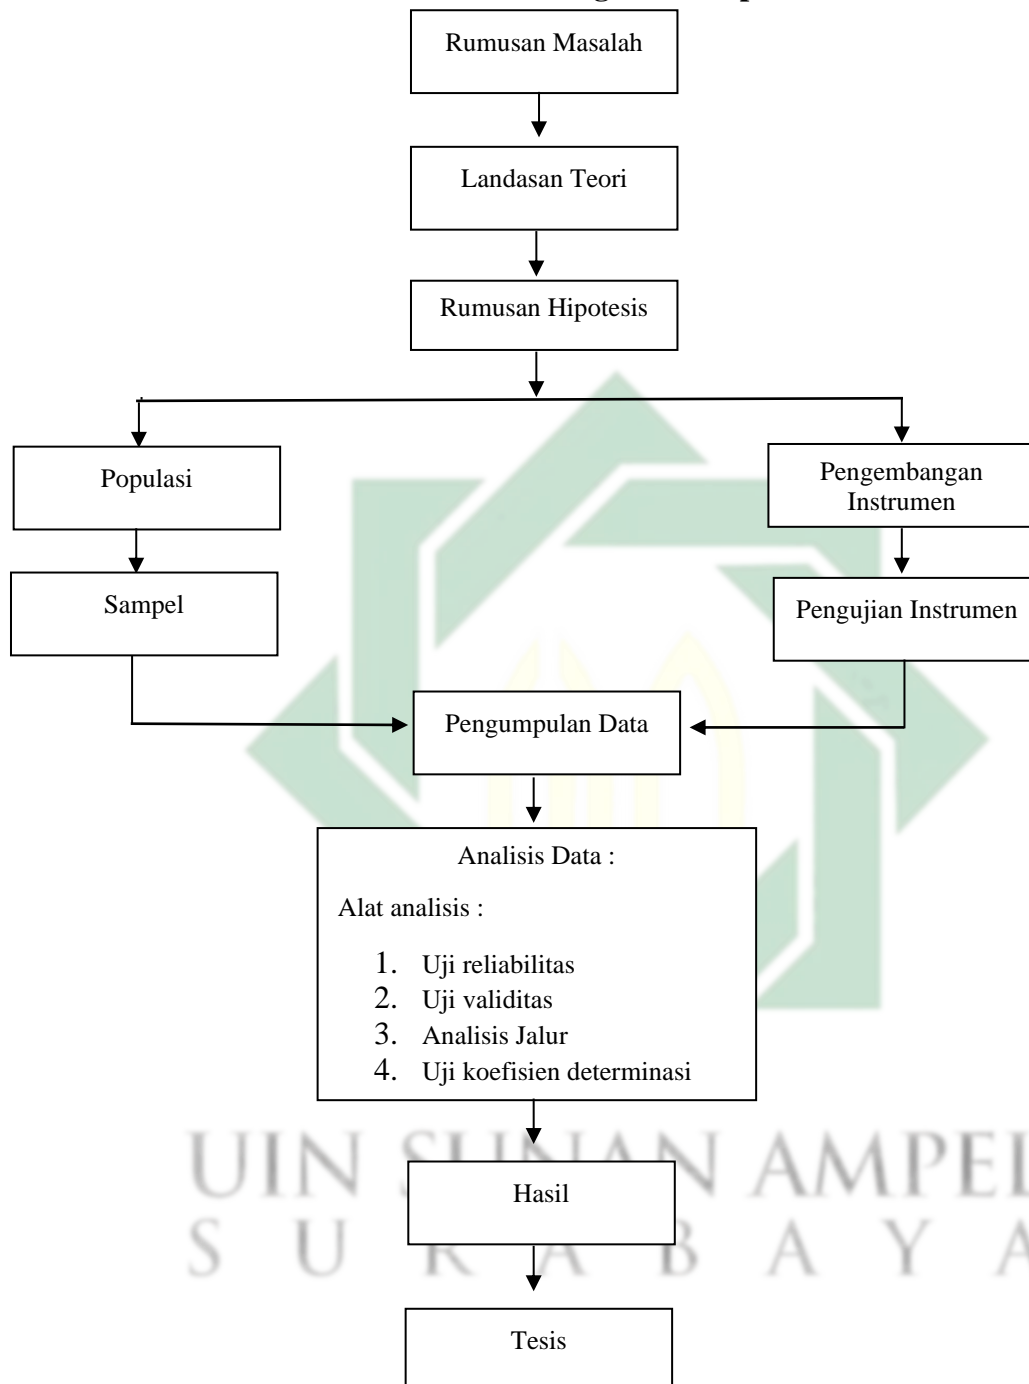 Rumusan Masalah
Landasan Teori
Rumusan Hipotesis
Populasi
Pengembangan
Instrumen
Sampel
Pengujian Instrumen
Pengumpulan Data
Analisis Data :
Alat analisis :
1. Uji reliabilitas
2. Uji validitas
3. Analisis Jalur
4. Uji koefisien determinasi
UIN SUNAN AMPEL
Hasil
S U R A B A Y A
Tesis